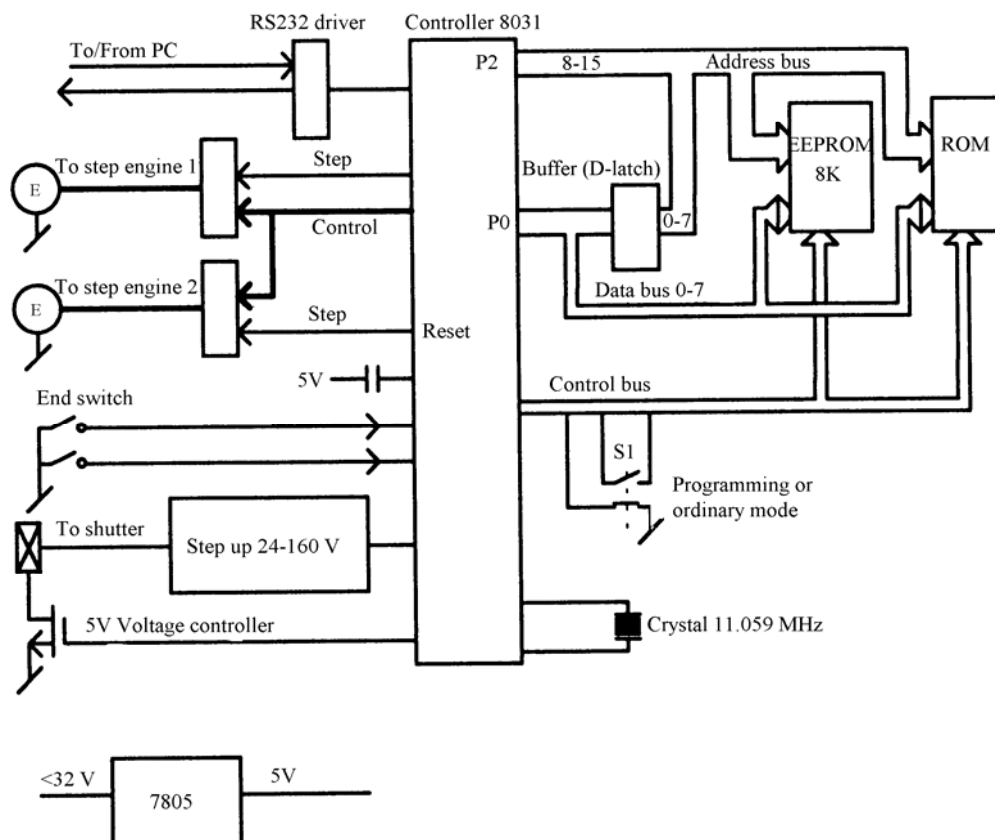 RS232 driver
Controller 8031
To/From PC
P2
8-15
Address bus
EEPROM
8K
ROM
To step engine 1
Step
E
Control
Buffer (D-latch)
P0
0-7
To step engine 2
E
Step
Data bus 0-7
Reset
5V
Control bus
End switch
S1
Programming or
ordinary mode
To shutter
Step up 24-160 V
5V Voltage controller
Crystal 11.059 MHz
<32 V
7805
5V